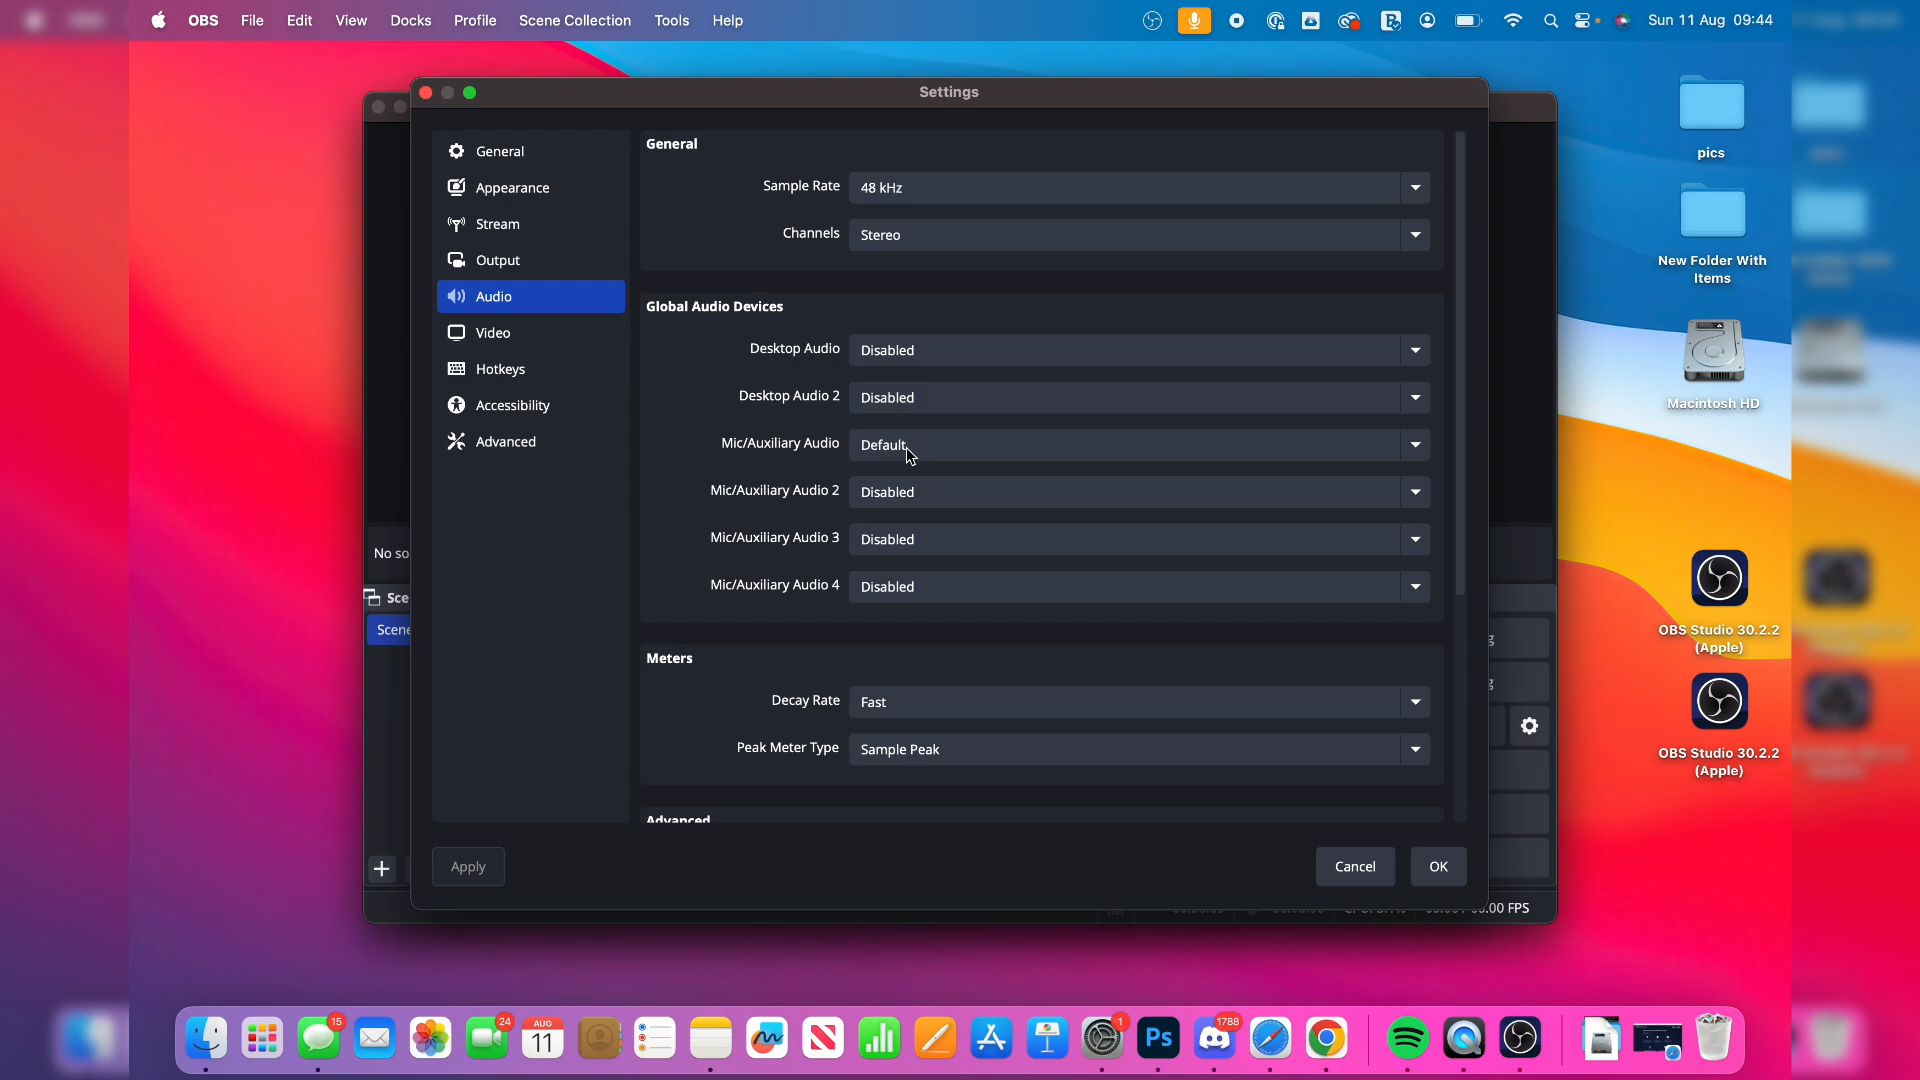 OBS File Edit View Docks Profile Scene Collection Tools Help
Sun 11 Aug 09:44
Settings
General
Appearance
Stream
Output
Audio
Video
Hotkeys
Accessibility
Advanced
General
Sample Rate 48 kHz
Channels Stereo
Global Audio Devices
Desktop Audio Disabled
Desktop Audio 2 Disabled
Mic/Auxiliary Audio Default
Mic/Auxiliary Audio 2 Disabled
Mic/Auxiliary Audio 3 Disabled
Mic/Auxiliary Audio 4 Disabled
Meters
Decay Rate Fast
Peak Meter Type Sample Peak
Advanced
Apply
Cancel
OK
No so
Sce
Scene
g
g
.00 FPS
pics
New Folder With
Items
Macintosh HD
OBS Studio 30.2.2
(Apple)
OBS Studio 30.2.2
(Apple)
15
24
AUG
11
1
Ps
1788